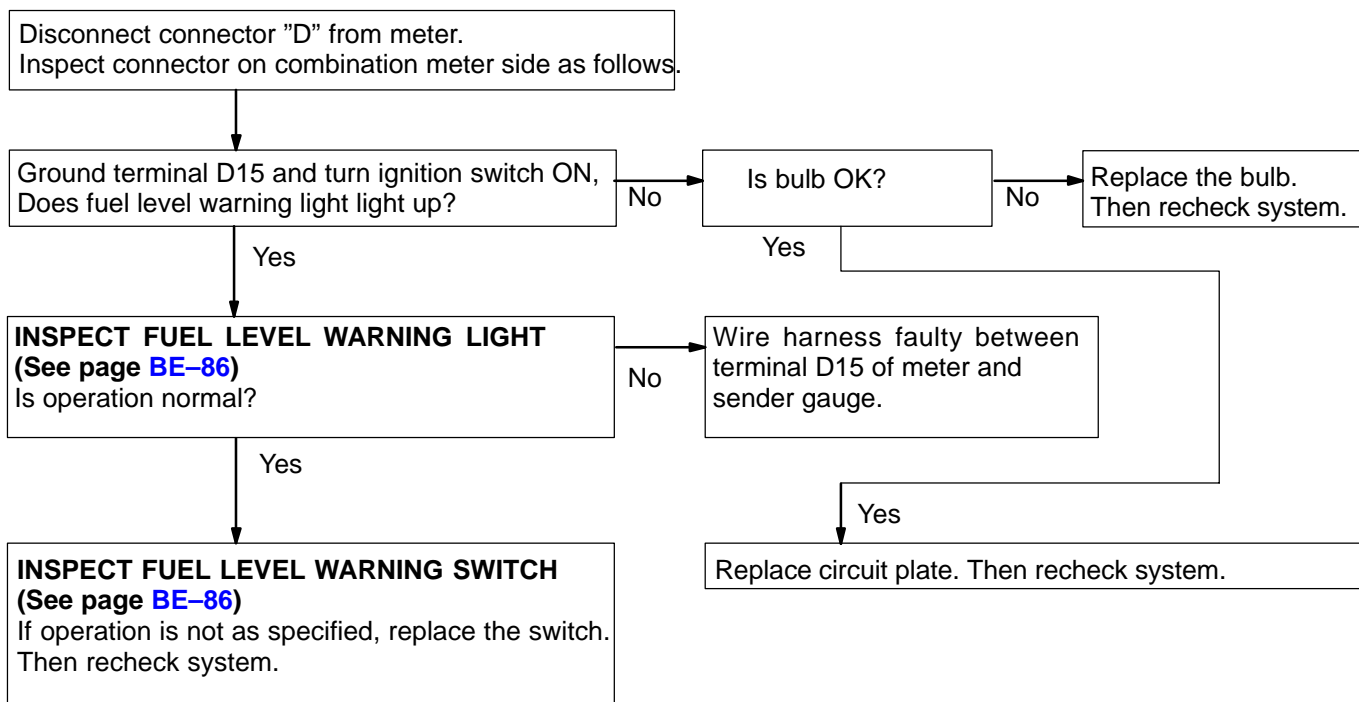 Disconnect connector ”D” from meter.
Inspect connector on combination meter side as follows.
Ground terminal D15 and turn ignition switch ON,
Does fuel level warning light light up?
No
Is bulb OK?
No
Replace the bulb.
Then recheck system.
Yes
Yes
INSPECT FUEL LEVEL WARNING LIGHT
(See page BE–86)
Is operation normal?
No
Wire harness faulty between
terminal D15 of meter and
sender gauge.
Yes
Yes
INSPECT FUEL LEVEL WARNING SWITCH
(See page BE–86)
If operation is not as specified, replace the switch.
Then recheck system.
Replace circuit plate. Then recheck system.